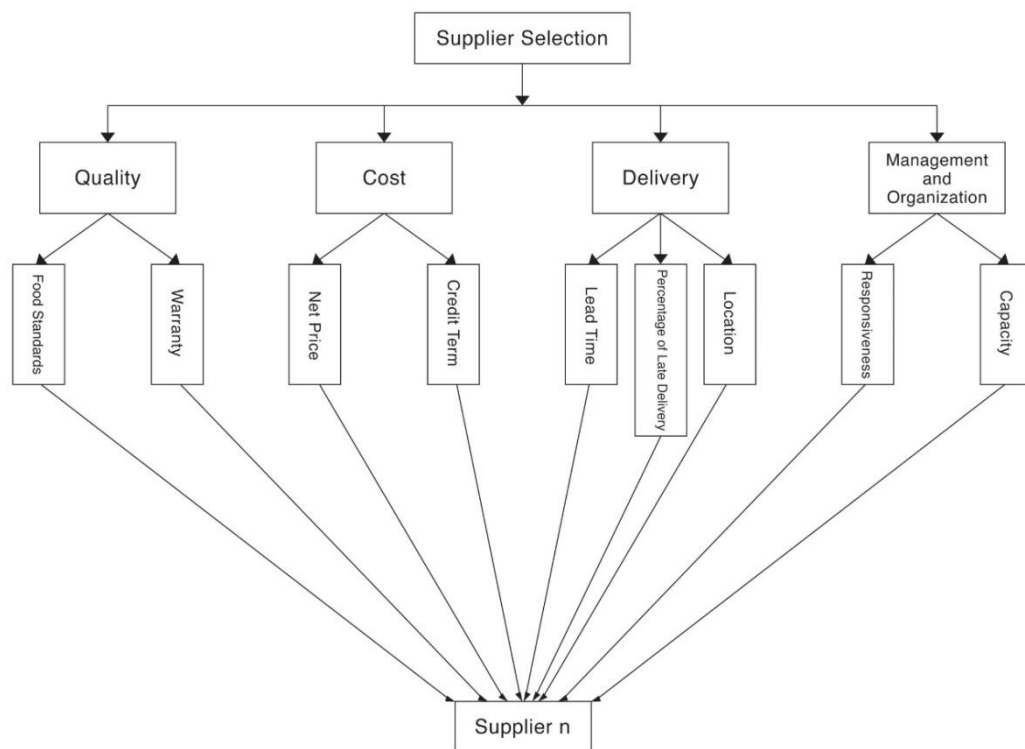 Supplier Selection
Quality
Cost
Delivery
Management
and
Organization
Food Standards
Warranty
Net Price
Credit Term
Lead Time
Percentage of Late Delivery
Location
Responsiveness
Capacity
Supplier n